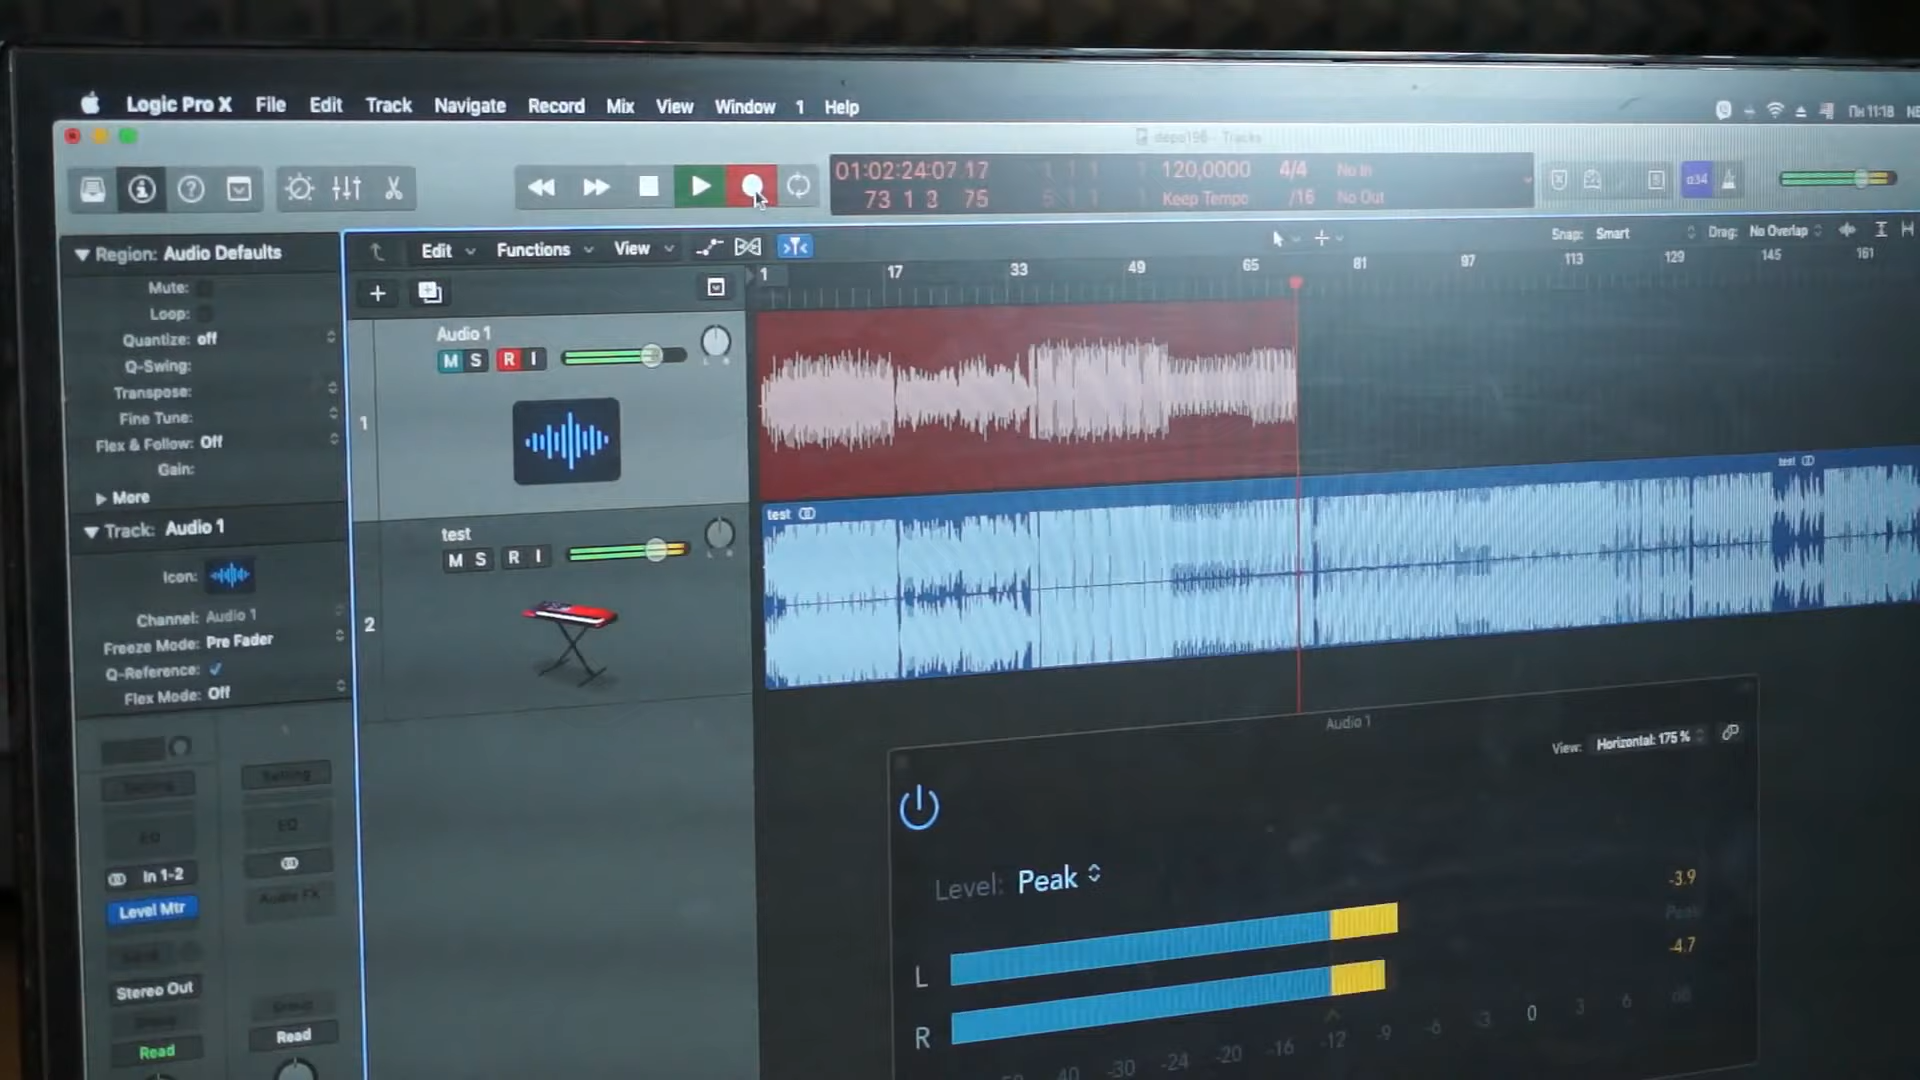 Logic Pro X File Edit Track Navigate Record Mix View Window 1 Help
Пн 11:18
depo198 - Tracks
01:02:24:07.17 120,0000 4/4 No In
73 1 3 75 Keep Tempo /16 No Out
Region: Audio Defaults
Mute:
Loop:
Quantize: off
Q-Swing:
Transpose:
Fine Tune:
Flex & Follow: Off
Gain:
More
Track: Audio 1
Icon:
Channel: Audio 1
Freeze Mode: Pre Fader
Q-Reference:
Flex Mode: Off
EQ
In 1-2
Level Mtr
Stereo Out
Read
EQ
Audio FX
Read
Edit Functions View
Snap: Smart Drag: No Overlap
1 17 33 49 65 81 97 113 129 145 161
1
Audio 1
M S R I
2
test
M S R I
test
test
Audio 1
View: Horizontal: 175 %
Level: Peak
-3.9
Peak
-4.7
L
R
-40 -30 -24 -20 -16 -12 -9 -6 -3 0 3 6 dB